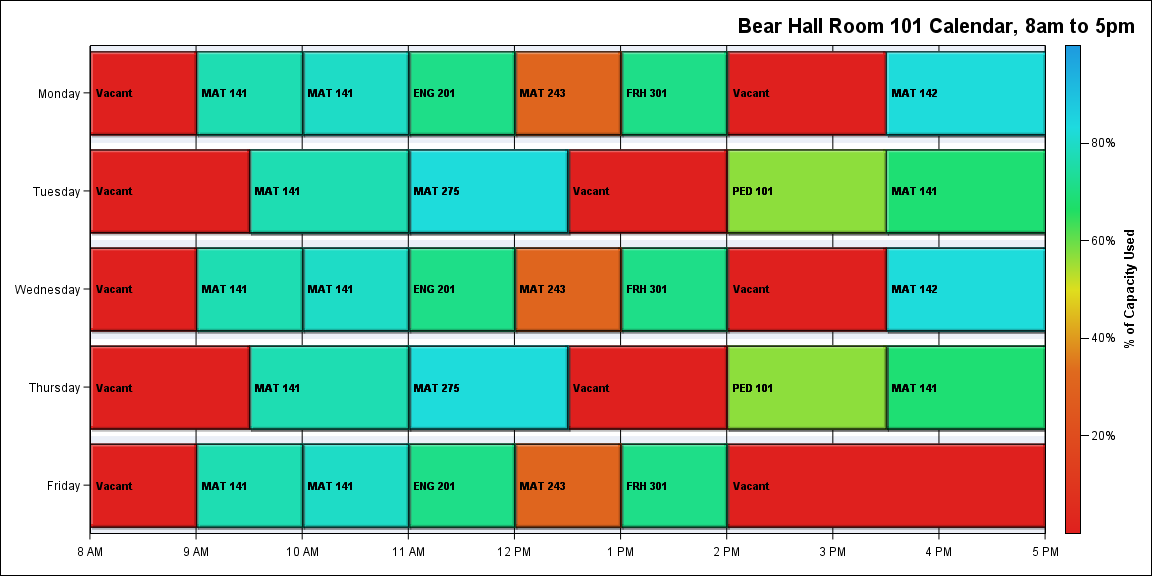 Bear Hall Room 101 Calendar, 8am to 5pm
Monday
Vacant
MAT 141
MAT 141
ENG 201
MAT 243
FRH 301
Vacant
MAT 142
Tuesday
Vacant
MAT 141
MAT 275
Vacant
PED 101
MAT 141
Wednesday
Vacant
MAT 141
MAT 141
ENG 201
MAT 243
FRH 301
Vacant
MAT 142
Thursday
Vacant
MAT 141
MAT 275
Vacant
PED 101
MAT 141
Friday
Vacant
MAT 141
MAT 141
ENG 201
MAT 243
FRH 301
Vacant
8 AM
9 AM
10 AM
11 AM
12 PM
1 PM
2 PM
3 PM
4 PM
5 PM
80%
60%
40%
20%
% of Capacity Used